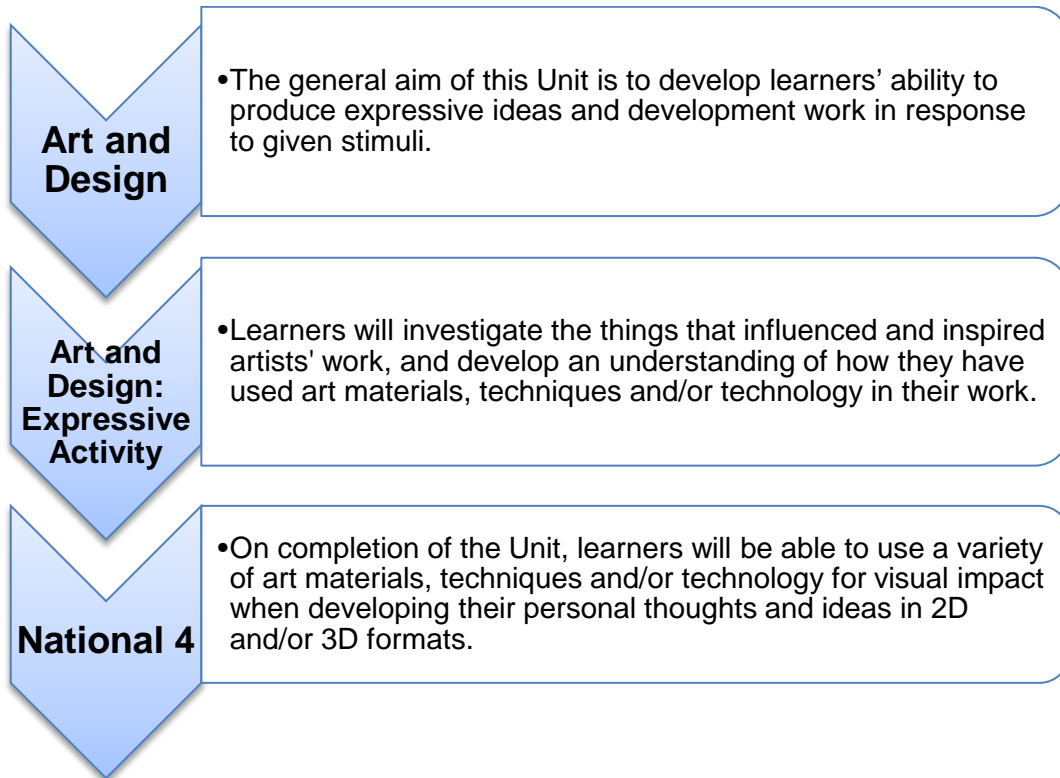 Art and
Design
•The general aim of this Unit is to develop learners’ ability to
produce expressive ideas and development work in response
to given stimuli.
Art and
Design:
Expressive
Activity
•Learners will investigate the things that influenced and inspired
artists' work, and develop an understanding of how they have
used art materials, techniques and/or technology in their work.
National 4
•On completion of the Unit, learners will be able to use a variety
of art materials, techniques and/or technology for visual impact
when developing their personal thoughts and ideas in 2D
and/or 3D formats.